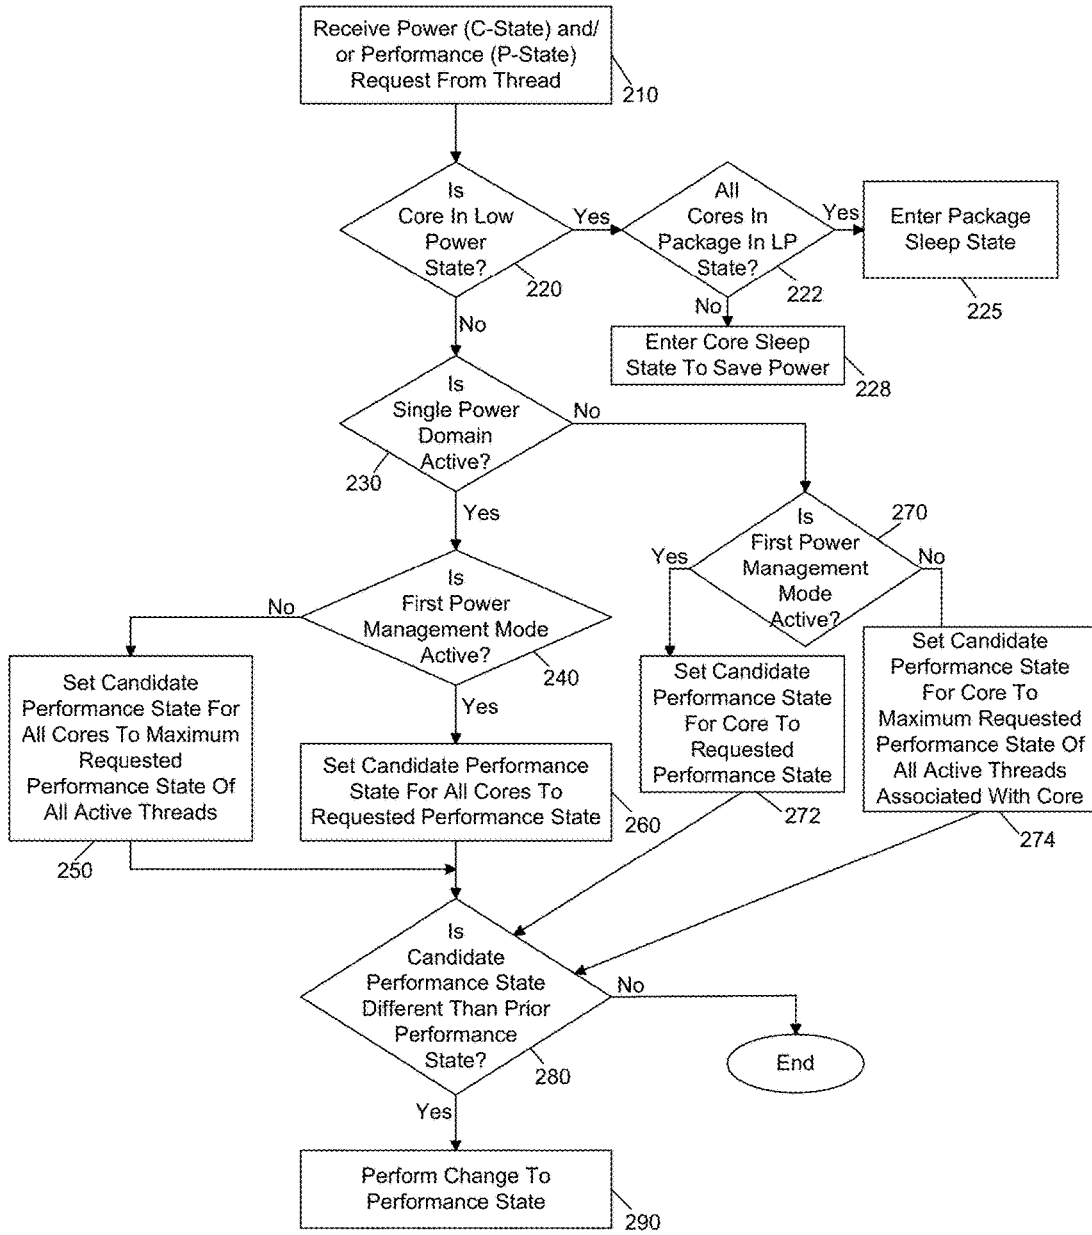 Receive Power (C-State) and/
or Performance (P-State)
Request From Thread
210
Is
Core In Low
Power
State?
220
Yes
All
Cores In
Package In LP
State?
222
Yes
Enter Package
Sleep State
225
No
Enter Core Sleep
State To Save Power
228
No
Is
Single Power
Domain
Active?
230
No
Yes
Is
First Power
Management
Mode
Active?
270
Yes
No
Is
First Power
Management Mode
Active?
240
No
Yes
Set Candidate
Performance State For
All Cores To Maximum
Requested
Performance State Of
All Active Threads
250
Set Candidate Performance
State For All Cores To
Requested Performance State
260
Set Candidate
Performance State
For Core To
Requested
Performance State
272
Set Candidate
Performance State
For Core To
Maximum Requested
Performance State Of
All Active Threads
Associated With Core
274
Is
Candidate
Performance State
Different Than Prior
Performance
State?
280
No
End
Yes
Perform Change To
Performance State
290